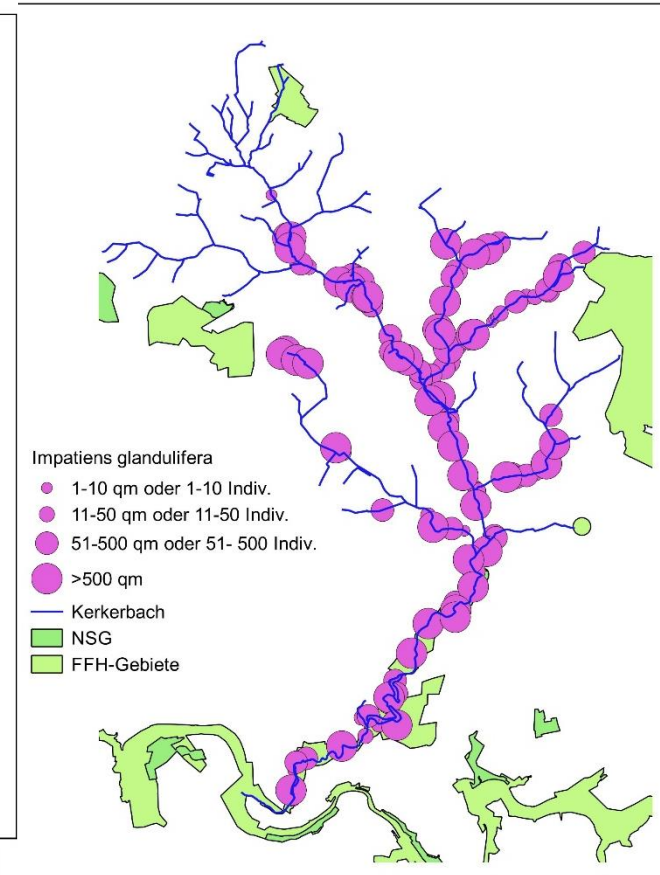 Impatiens glandulifera
1-10 qm oder 1-10 Indiv.
11-50 qm oder 11-50 Indiv.
51-500 qm oder 51- 500 Indiv.
>500 qm
Kerkerbach
NSG
FFH-Gebiete